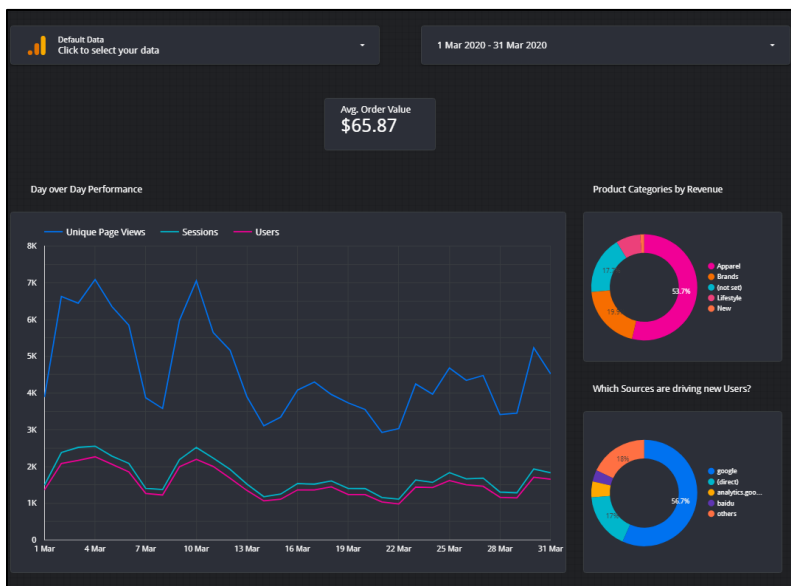 Default Data
Click to select your data
1 Mar 2020 - 31 Mar 2020
Avg. Order Value
$65.87
Day over Day Performance
Unique Page Views
Sessions
Users
8K
7K
6K
5K
4K
3K
2K
1K
0
1 Mar
4 Mar
7 Mar
10 Mar
13 Mar
16 Mar
19 Mar
22 Mar
25 Mar
28 Mar
31 Mar
Product Categories by Revenue
53.7%
Apparel
Brands
(not set)
Lifestyle
New
Which Sources are driving new Users?
18%
56.7%
google
(direct)
analytics.goo...
baidu
others